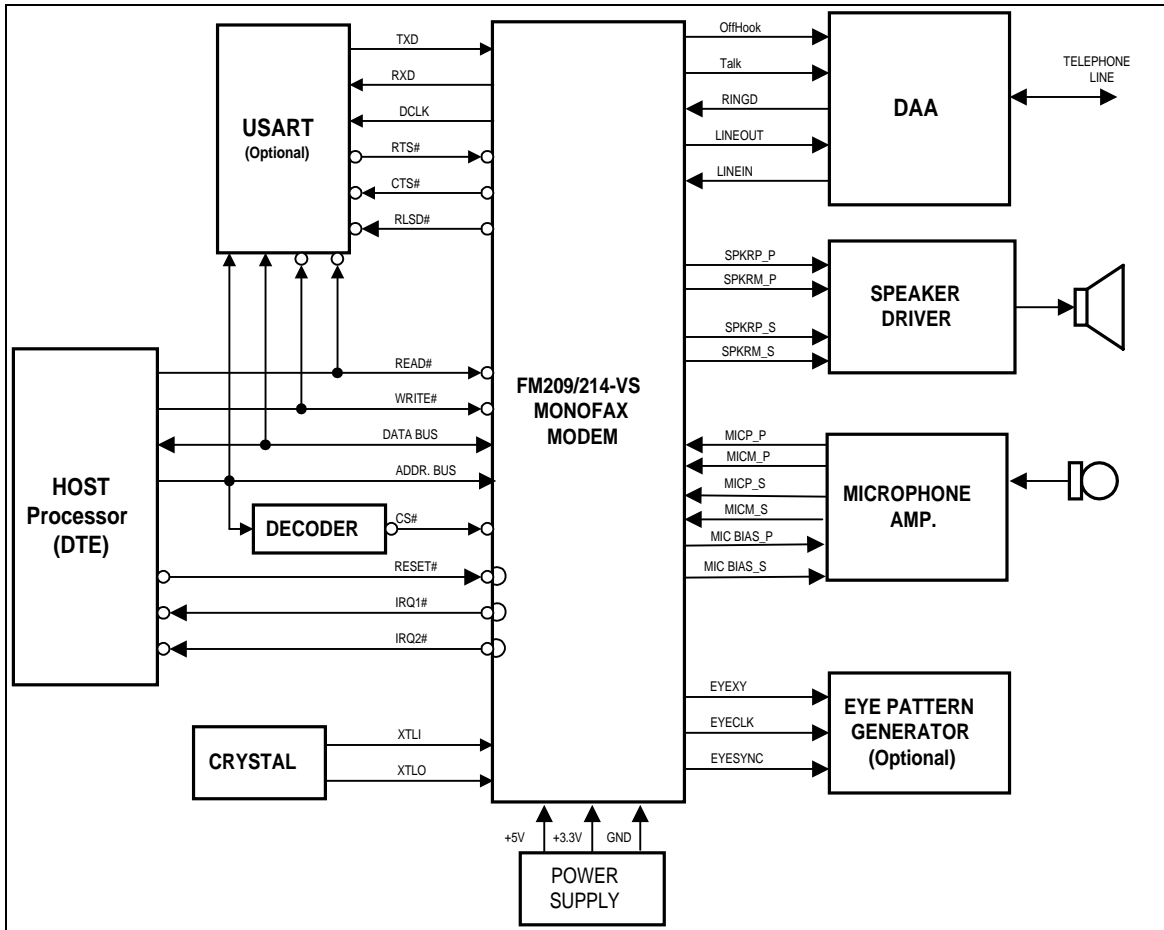 TXD
RXD
DCLK
RTS#
CTS#
RLSD#
USART
(Optional)
OffHook
Talk
RINGD
LINEOUT
LINEIN
DAA
TELEPHONE
LINE
SPKRP_P
SPKRM_P
SPKRP_S
SPKRM_S
SPEAKER
DRIVER
HOST
Processor
(DTE)
READ#
WRITE#
DATA BUS
ADDR. BUS
DECODER
CS#
RESET#
IRQ1#
IRQ2#
FM209/214-VS
MONOFAX
MODEM
MICP_P
MICM_P
MICP_S
MICM_S
MIC BIAS_P
MIC BIAS_S
MICROPHONE
AMP.
CRYSTAL
XTLI
XTLO
EYEXY
EYECLK
EYESYNC
EYE PATTERN
GENERATOR
(Optional)
+5V
+3.3V
GND
POWER
SUPPLY